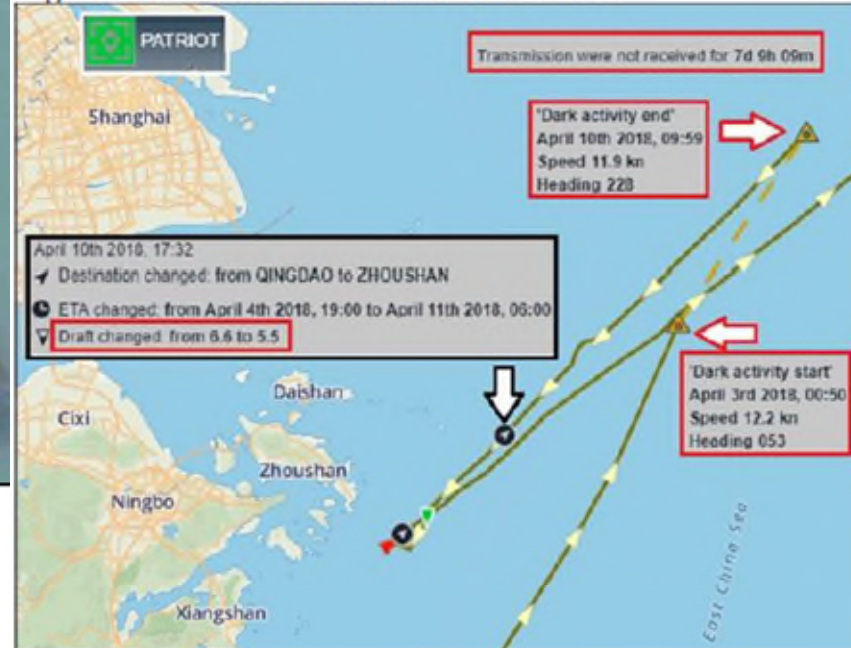 PATRIOT
Transmission were not received for 7d 9h 09m
Shanghai
'Dark activity end'
April 10th 2018, 09:59
Speed 11.9 kn
Heading 228
April 10th 2018, 17:32
Destination changed: from QINGDAO to ZHOUSHAN
ETA changed: from April 4th 2018, 19:00 to April 11th 2018, 06:00
Draft changed: from 6.6 to 5.5
'Dark activity start'
April 3rd 2018, 00:50
Speed 12.2 kn
Heading 053
Daishan
Cixi
Zhoushan
Ningbo
Xiangshan
East China Sea